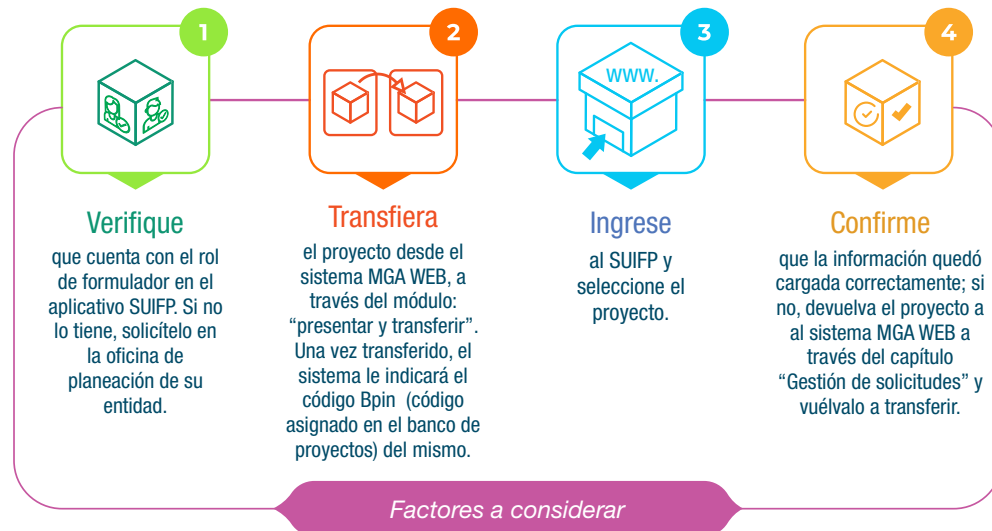 1
Verifique
que cuenta con el rol
de formulador en el
aplicativo SUIFP. Si no
lo tiene, solicítelo en
la oficina de
planeación de su
entidad.
2
Transfiera
el proyecto desde el
sistema MGA WEB, a
través del módulo:
“presentar y transferir”.
Una vez transferido, el
sistema le indicará el
código Bpin (código
asignado en el banco de
proyectos) del mismo.
3
WWW.
Ingrese
al SUIFP y
seleccione el
proyecto.
4
Confirme
que la información quedó
cargada correctamente; si
no, devuelva el proyecto a
al sistema MGA WEB a
través del capítulo
“Gestión de solicitudes” y
vuélvalo a transferir.
Factores a considerar